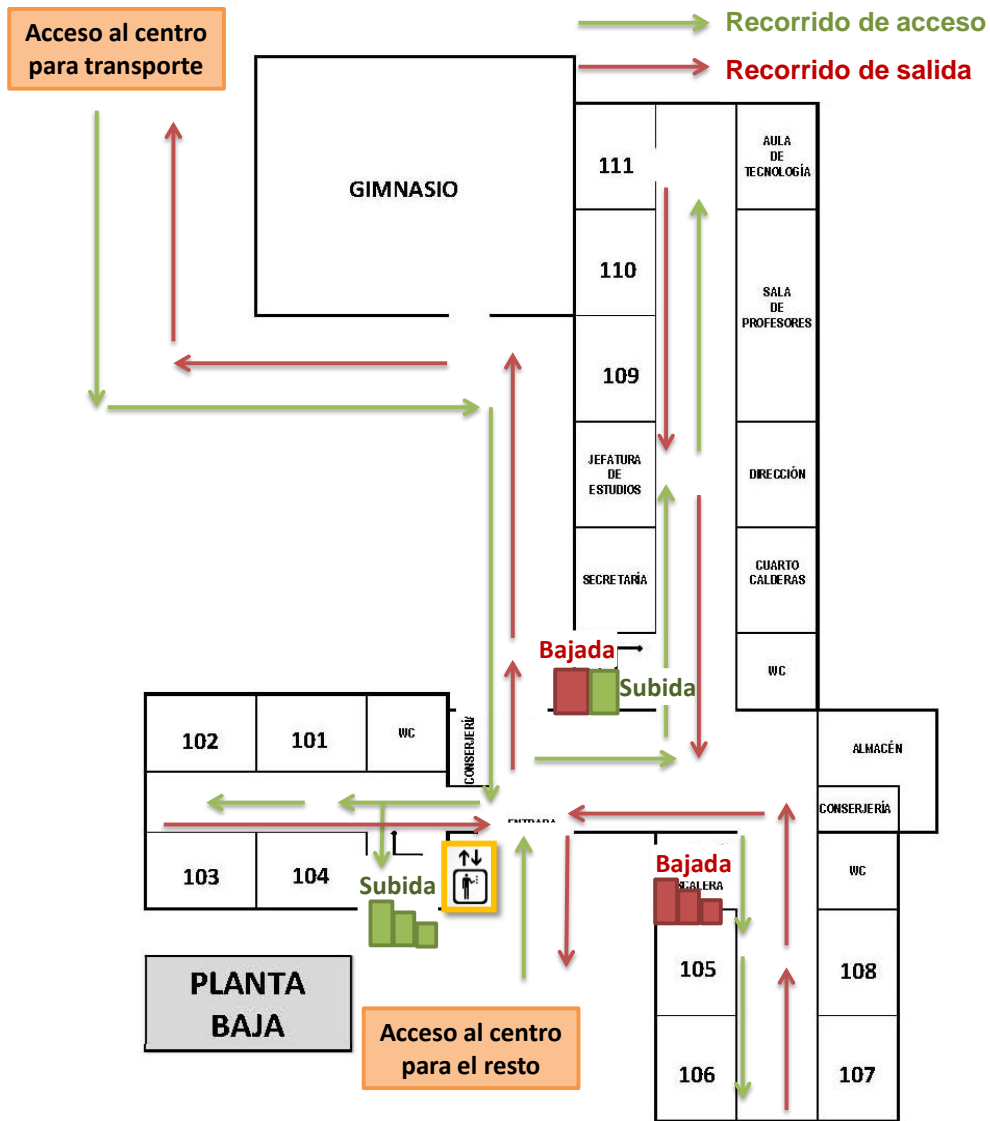 Acceso al centro
para transporte
Recorrido de acceso
Recorrido de salida
GIMNASIO
111
AULA
DE
TECNOLOGÍA
110
SALA
DE
PROFESORES
109
JEFATURA
DE
ESTUDIOS
DIRECCIÓN
SECRETARÍA
CUARTO
CALDERAS
Bajada
Subida
WC
102
101
WC
CONSERJERÍA
ALMACÉN
CONSERJERÍA
103
104
Subida
Bajada
WC
105
108
PLANTA
BAJA
Acceso al centro
para el resto
106
107